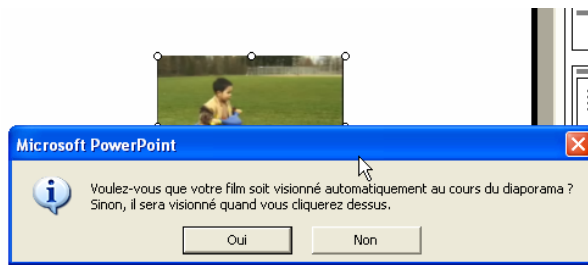 Microsoft PowerPoint
Voulez-vous que votre film soit visionné automatiquement au cours du diaporama ?
Sinon, il sera visionné quand vous cliquerez dessus.
Oui
Non